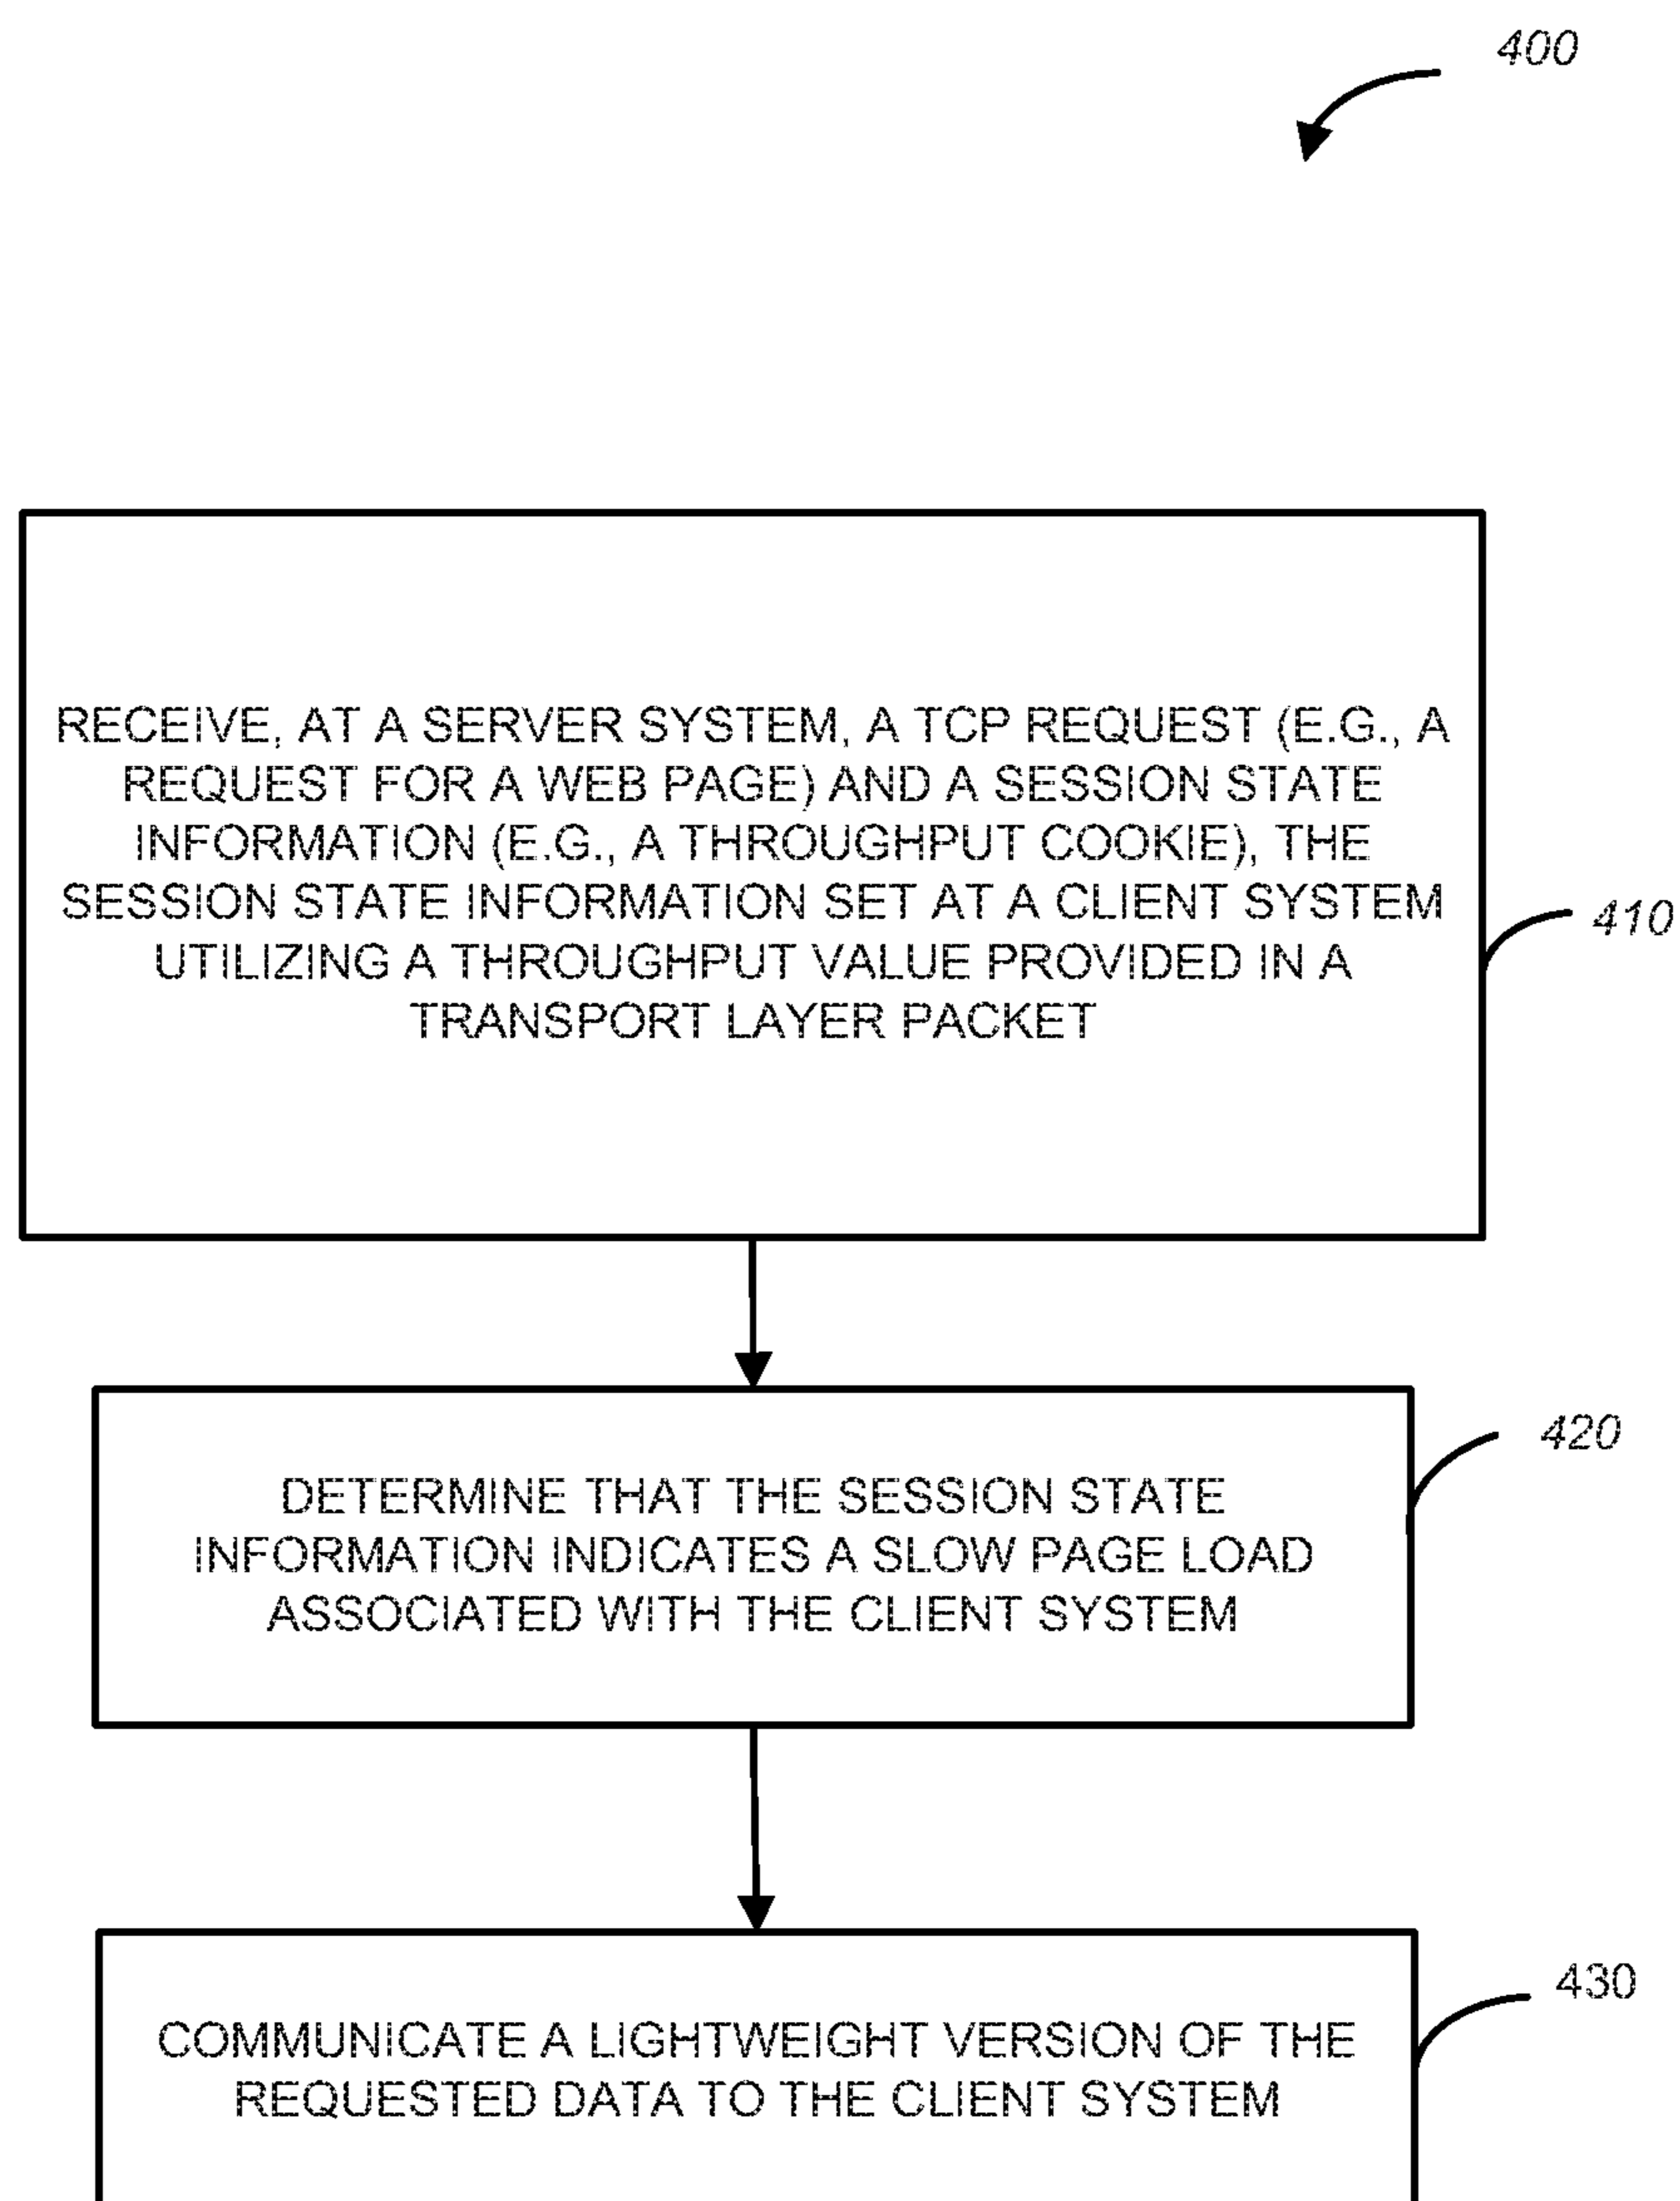 400
RECEIVE, AT A SERVER SYSTEM, A TCP REQUEST (E.G., A
REQUEST FOR A WEB PAGE) AND A SESSION STATE
INFORMATION (E.G., A THROUGHPUT COOKIE), THE
SESSION STATE INFORMATION SET AT A CLIENT SYSTEM
UTILIZING A THROUGHPUT VALUE PROVIDED IN A
TRANSPORT LAYER PACKET
410
DETERMINE THAT THE SESSION STATE
INFORMATION INDICATES A SLOW PAGE LOAD
ASSOCIATED WITH THE CLIENT SYSTEM
420
COMMUNICATE A LIGHTWEIGHT VERSION OF THE
REQUESTED DATA TO THE CLIENT SYSTEM
430